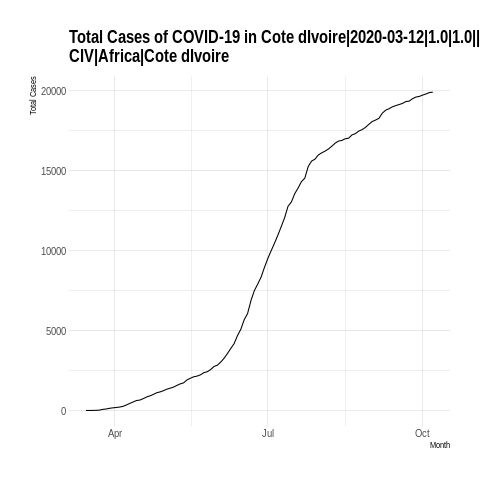 Total Cases of COVID-19 in Cote dIvoire|2020-03-12|1.0|1.0||
CIV|Africa|Cote dIvoire
Total Cases
20000
15000
10000
5000
0
Apr
Jul
Oct
Month